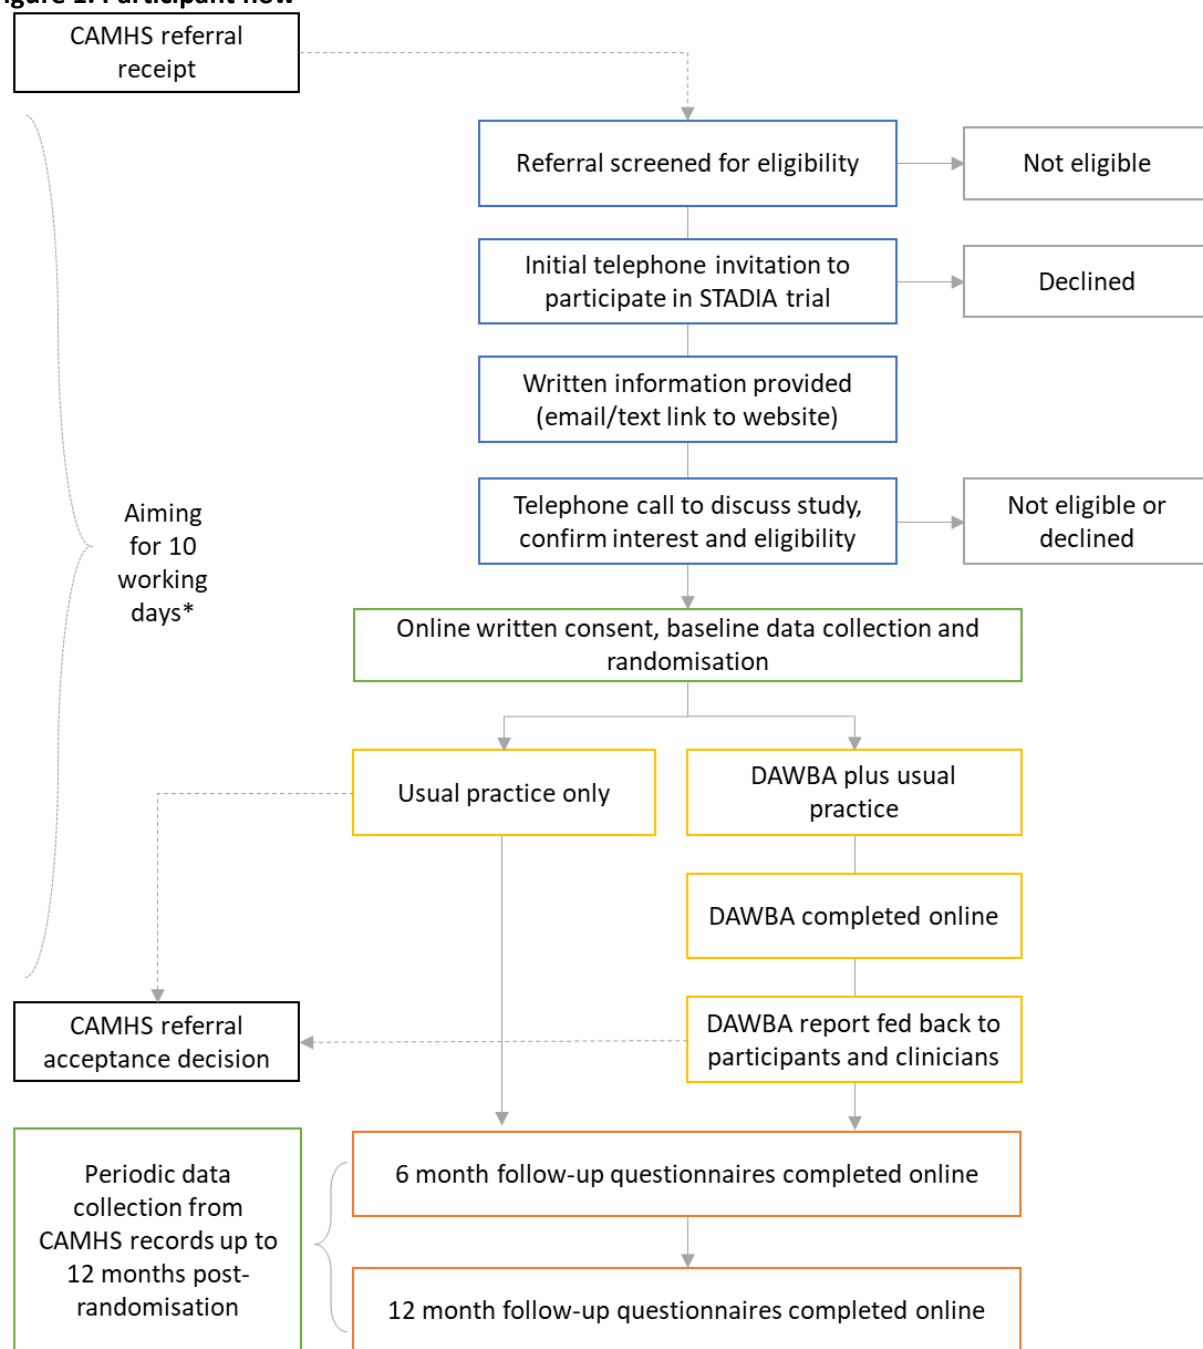 Figure 1: Participant flow
CAMHS referral
receipt
Referral screened for eligibility
Not eligible
Initial telephone invitation to
participate in STADIA trial
Declined
Written information provided
(email/text link to website)
Telephone call to discuss study,
confirm interest and eligibility
Not eligible or
declined
Aiming
for 10
working
days*
Online written consent, baseline data collection and
randomisation
Usual practice only
DAWBA plus usual
practice
DAWBA completed online
DAWBA report fed back to
participants and clinicians
CAMHS referral
acceptance decision
Periodic data
collection from
CAMHS records up to
12 months post-
randomisation
6 month follow-up questionnaires completed online
12 month follow-up questionnaires completed online